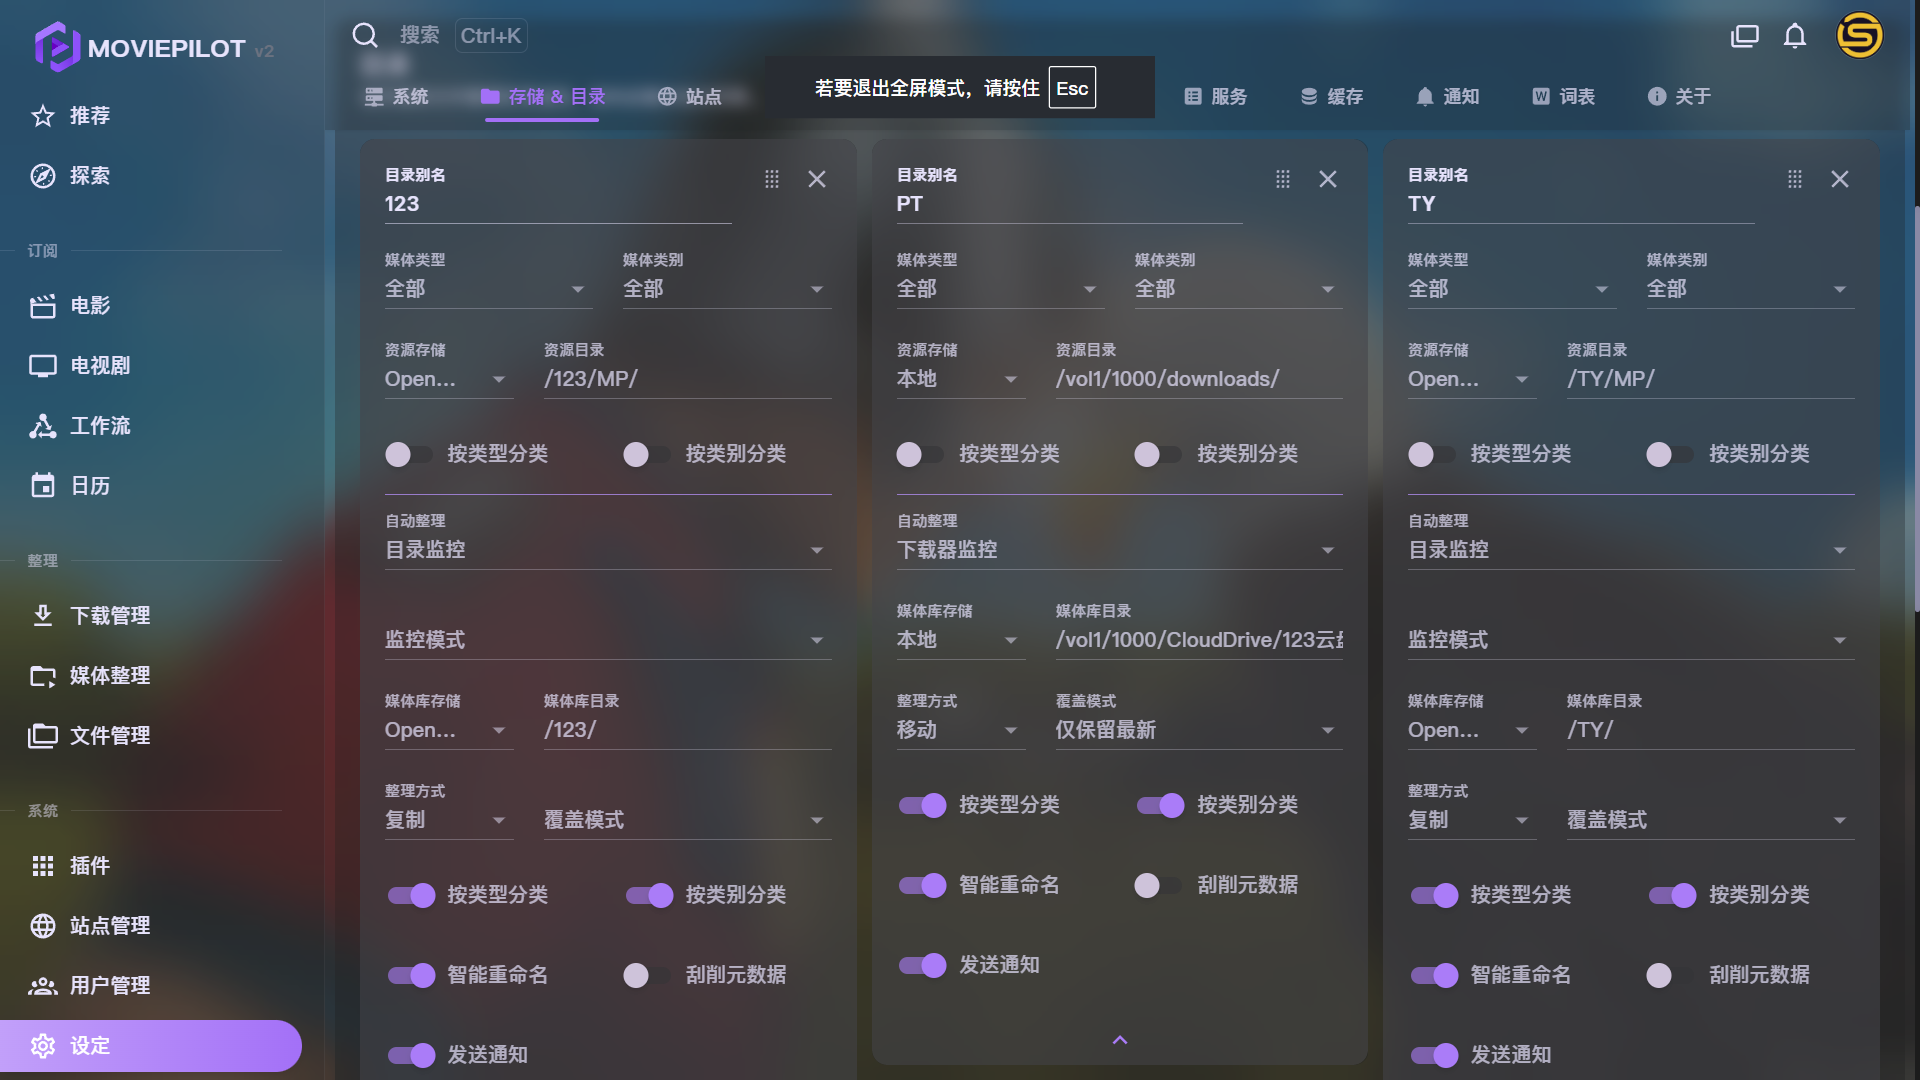 MOVIEPILOT v2
推荐
探索
订阅
电影
电视剧
工作流
日历
整理
下载管理
媒体整理
文件管理
系统
插件
站点管理
用户管理
设定
搜索 Ctrl+K
系统
存储 & 目录
站点
若要退出全屏模式，请按住 Esc
服务
缓存
通知
词表
关于
目录别名
123
媒体类型
全部
媒体类别
全部
资源存储
Open...
资源目录
/123/MP/
按类型分类
按类别分类
自动整理
目录监控
监控模式
媒体库存储
Open...
媒体库目录
/123/
整理方式
复制
覆盖模式
按类型分类
按类别分类
智能重命名
刮削元数据
发送通知
目录别名
PT
媒体类型
全部
媒体类别
全部
资源存储
本地
资源目录
/vol1/1000/downloads/
按类型分类
按类别分类
自动整理
下载器监控
媒体库存储
本地
媒体库目录
/vol1/1000/CloudDrive/123云
整理方式
移动
覆盖模式
仅保留最新
按类型分类
按类别分类
智能重命名
刮削元数据
发送通知
目录别名
TY
媒体类型
全部
媒体类别
全部
资源存储
Open...
资源目录
/TY/MP/
按类型分类
按类别分类
自动整理
目录监控
监控模式
媒体库存储
Open...
媒体库目录
/TY/
整理方式
复制
覆盖模式
按类型分类
按类别分类
智能重命名
刮削元数据
发送通知